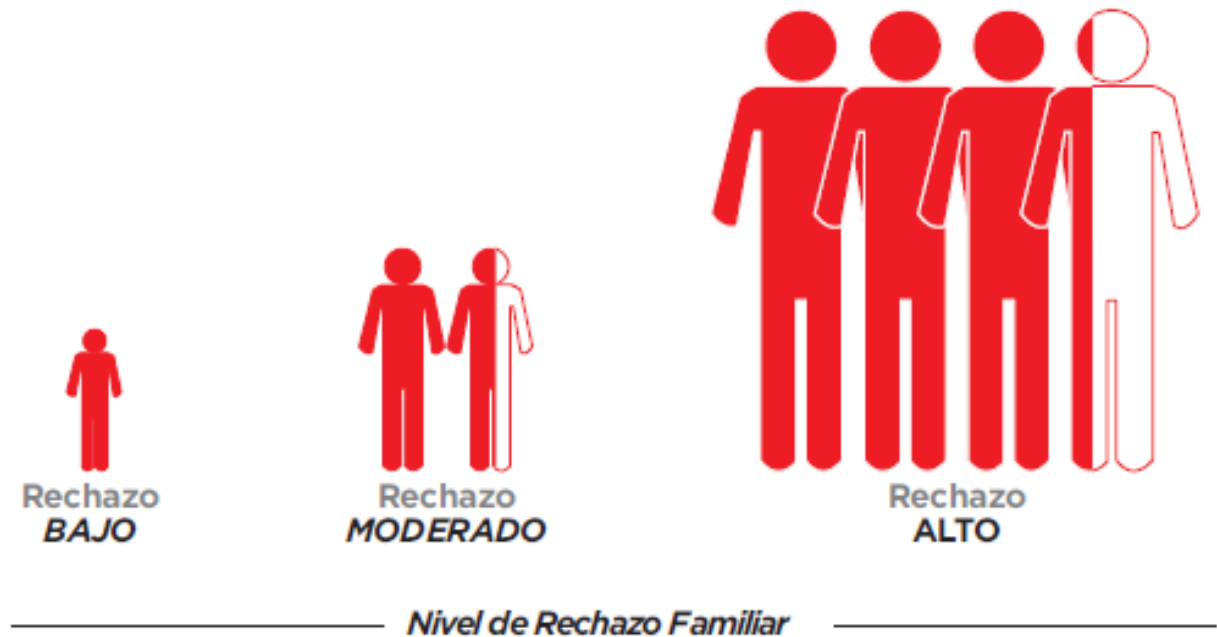 Rechazo
BAJO
Rechazo
MODERADO
Rechazo
ALTO
Nivel de Rechazo Familiar